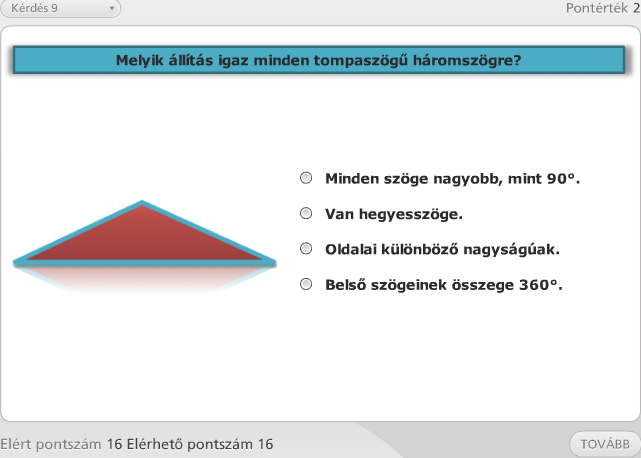 Kérdés 9
Pontérték 2
Melyik állítás igaz minden tompaszögű háromszögre?
Minden szöge nagyobb, mint 90°.
Van hegyesszöge.
Oldalai különböző nagyságúak.
Belső szögeinek összege 360°.
Elért pontszám 16 Elérhető pontszám 16
TOVÁBB